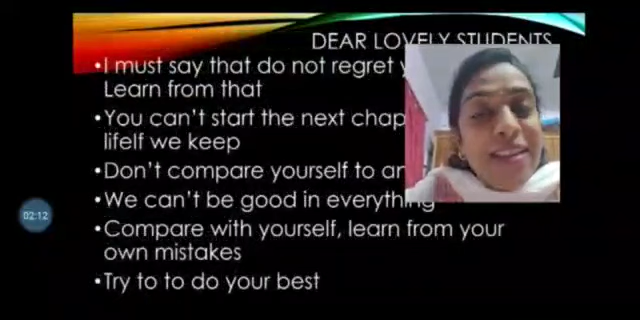 DEAR LOVELY STUDENTS
•I must say that do not regret
Learn from that
•You can't start the next chap
lifeIf we keep
•Don't compare yourself to an
•We can't be good in everything
•Compare with yourself, learn from your
own mistakes
•Try to to do your best
02:12